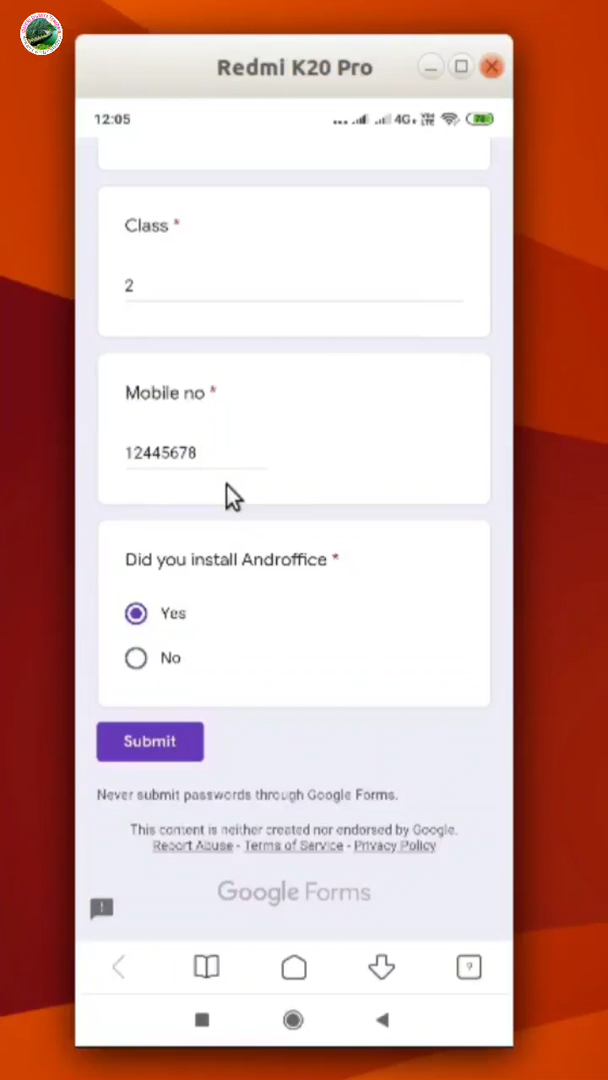 Redmi K20 Pro
12:05
4G+
Class *
2
Mobile no *
12445678
Did you install Androffice *
Yes
No
Submit
Never submit passwords through Google Forms.
This content is neither created nor endorsed by Google.
Report Abuse - Terms of Service - Privacy Policy
Google Forms
?